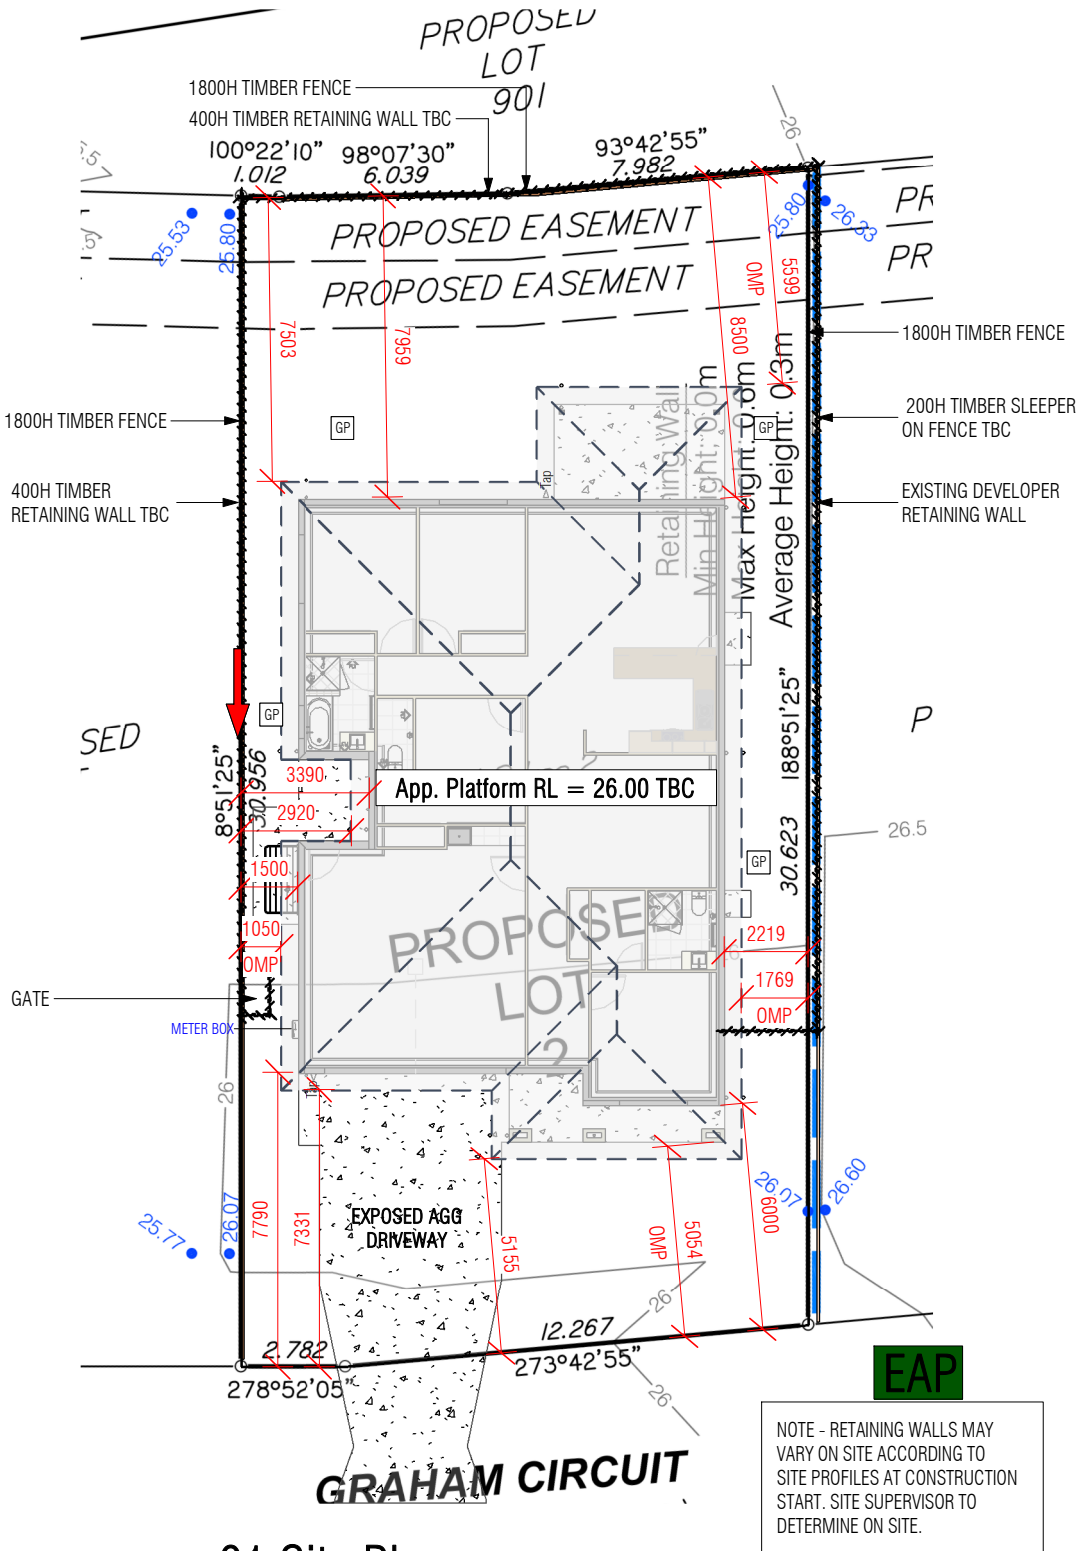 PROPOSED
LOT
901
1800H TIMBER FENCE
400H TIMBER RETAINING WALL TBC
26
100°22'10"
1.012
98°07'30"
6.039
93°42'55"
7.982
25.53
25.80
25.80
26.33
PROPOSED EASEMENT
PROPOSED EASEMENT
PR
PR
7503
7959
8500
5599
OMP
1800H TIMBER FENCE
1800H TIMBER FENCE
200H TIMBER SLEEPER
ON FENCE TBC
GP
GP
Tap
400H TIMBER
RETAINING WALL TBC
EXISTING DEVELOPER
RETAINING WALL
Retaining Wall
Min Height: 0.0m
Max Height: 0.6m
Average Height: 0.3m
188°51'25"
30.623
GP
SED
P
8°51'25"
30.956
3390
2920
App. Platform RL = 26.00 TBC
26.5
1500
GP
1050
OMP
PROPOSE
LOT
2
2219
1769
OMP
GATE
METER BOX
26
25.77
26.07
7790
7331
EXPOSED AGG
DRIVEWAY
5155
5054
OMP
6000
26.07
26.60
26
2.782
278°52'05"
12.267
273°42'55"
26
EAP
GRAHAM CIRCUIT
NOTE - RETAINING WALLS MAY
VARY ON SITE ACCORDING TO
SITE PROFILES AT CONSTRUCTION
START. SITE SUPERVISOR TO
DETERMINE ON SITE.